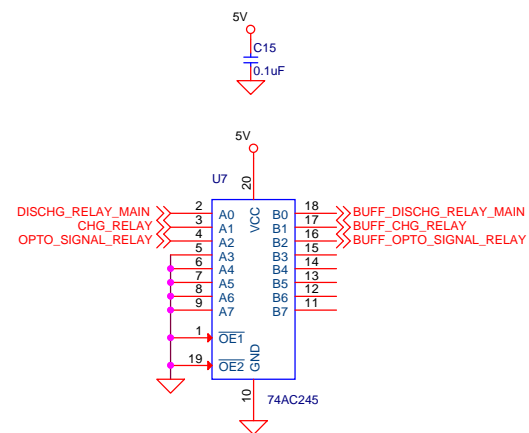 5V
C15
0.1uF
5V
U7
20
VCC
DISCHG_RELAY_MAIN 2 A0 B0 18 BUFF_DISCHG_RELAY_MAIN
CHG_RELAY 3 A1 B1 17 BUFF_CHG_RELAY
OPTO_SIGNAL_RELAY 4 A2 B2 16 BUFF_OPTO_SIGNAL_RELAY
5 A3 B3 15
6 A4 B4 14
7 A5 B5 13
8 A6 B6 12
9 A7 B7 11
1 OE1
19 OE2
GND
10
74AC245